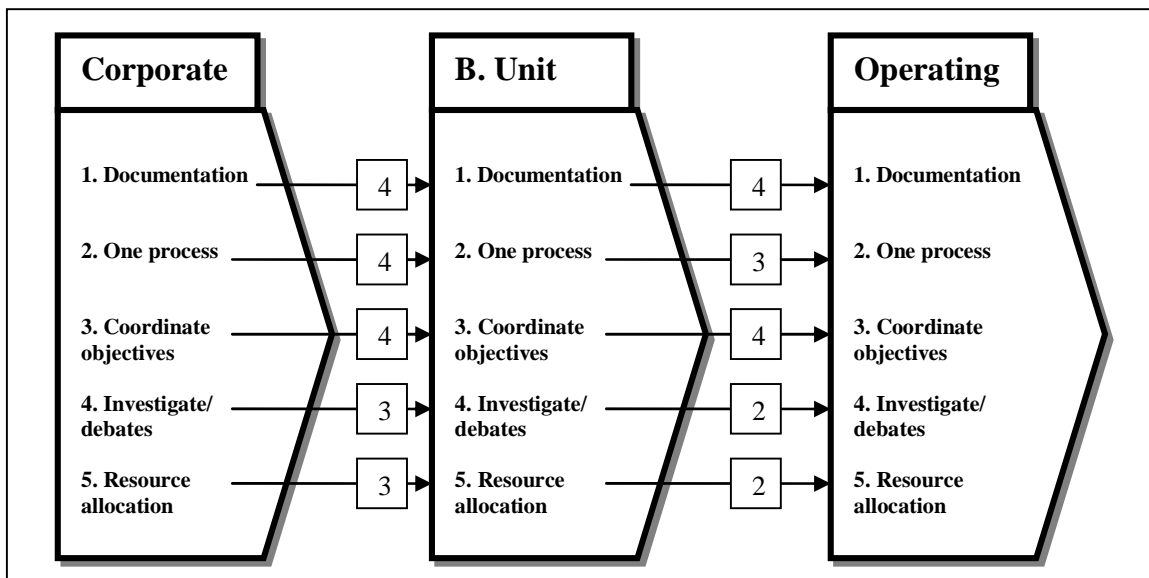 Corporate
B. Unit
Operating
1. Documentation
4
1. Documentation
4
1. Documentation
2. One process
4
2. One process
3
2. One process
3. Coordinate
objectives
4
3. Coordinate
objectives
4
3. Coordinate
objectives
4. Investigate/
debates
3
4. Investigate/
debates
2
4. Investigate/
debates
5. Resource
allocation
3
5. Resource
allocation
2
5. Resource
allocation